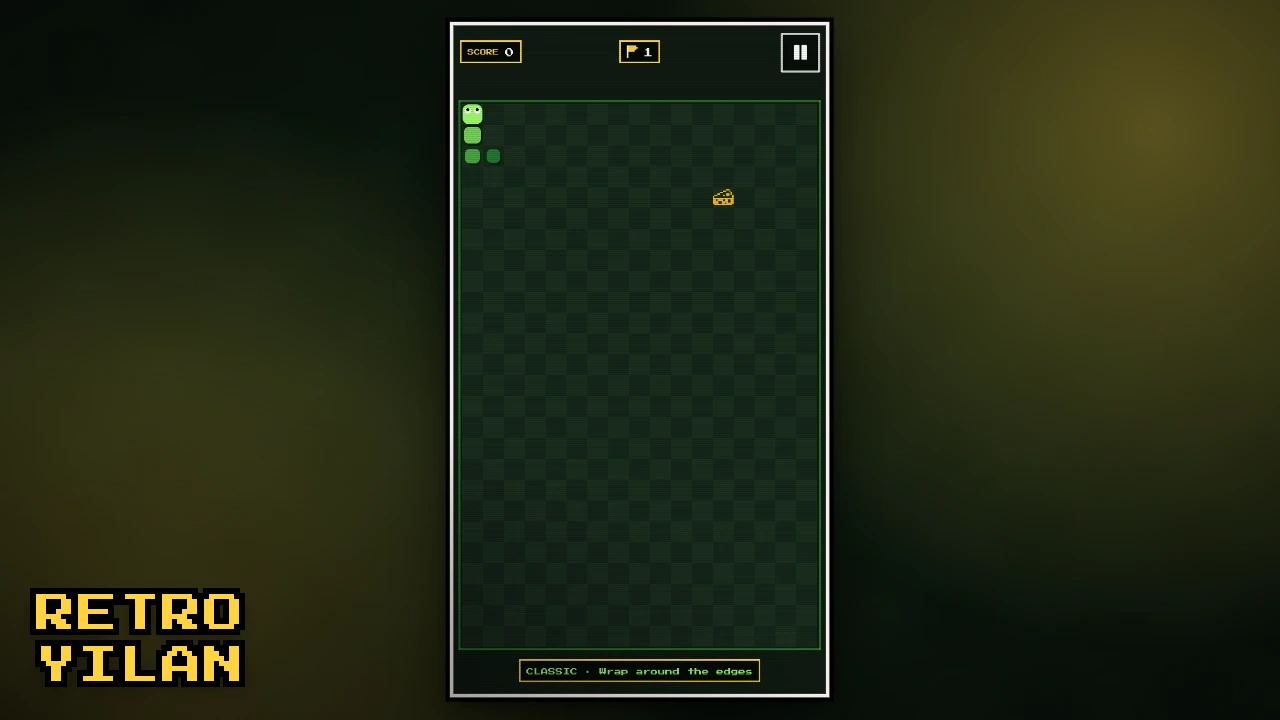 SCORE 0
1
CLASSIC · Wrap around the edges
RETRO
YILAN